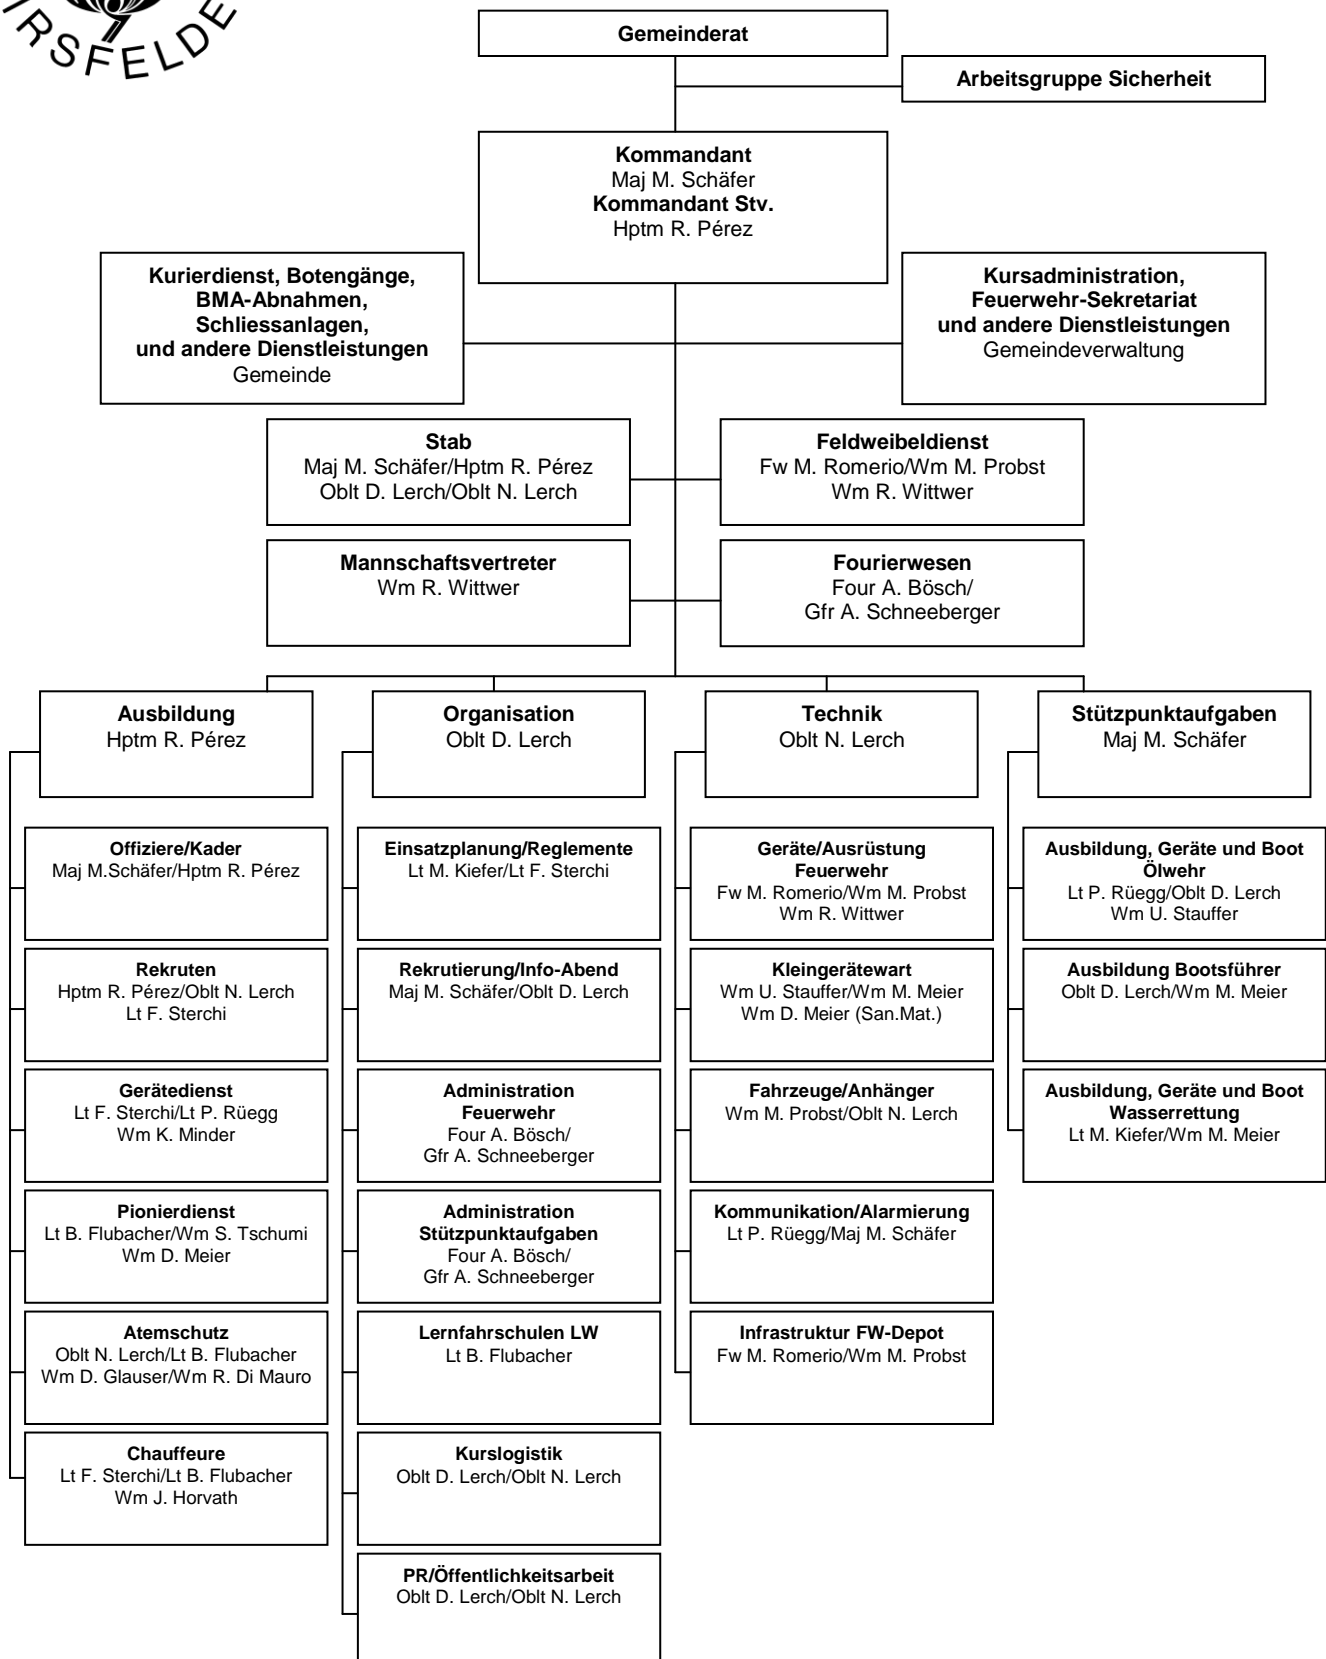 IRSFELDE
Gemeinderat
Arbeitsgruppe Sicherheit
Kommandant
Maj M. Schäfer
Kommandant Stv.
Hptm R. Pérez
Kurierdienst, Botengänge,
BMA-Abnahmen,
Schliessanlagen,
und andere Dienstleistungen
Gemeinde
Kursadministration,
Feuerwehr-Sekretariat
und andere Dienstleistungen
Gemeindeverwaltung
Stab
Maj M. Schäfer/Hptm R. Pérez
Oblt D. Lerch/Oblt N. Lerch
Feldweibeldienst
Fw M. Romerio/Wm M. Probst
Wm R. Wittwer
Mannschaftsvertreter
Wm R. Wittwer
Fourierwesen
Four A. Bösch/
Gfr A. Schneeberger
Ausbildung
Hptm R. Pérez
Organisation
Oblt D. Lerch
Technik
Oblt N. Lerch
Stützpunktaufgaben
Maj M. Schäfer
Offiziere/Kader
Maj M.Schäfer/Hptm R. Pérez
Rekruten
Hptm R. Pérez/Oblt N. Lerch
Lt F. Sterchi
Gerätedienst
Lt F. Sterchi/Lt P. Rüegg
Wm K. Minder
Pionierdienst
Lt B. Flubacher/Wm S. Tschumi
Wm D. Meier
Atemschutz
Oblt N. Lerch/Lt B. Flubacher
Wm D. Glauser/Wm R. Di Mauro
Chauffeure
Lt F. Sterchi/Lt B. Flubacher
Wm J. Horvath
Einsatzplanung/Reglemente
Lt M. Kiefer/Lt F. Sterchi
Rekrutierung/Info-Abend
Maj M. Schäfer/Oblt D. Lerch
Administration
Feuerwehr
Four A. Bösch/
Gfr A. Schneeberger
Administration
Stützpunktaufgaben
Four A. Bösch/
Gfr A. Schneeberger
Lernfahrschulen LW
Lt B. Flubacher
Kurslogistik
Oblt D. Lerch/Oblt N. Lerch
PR/Öffentlichkeitsarbeit
Oblt D. Lerch/Oblt N. Lerch
Geräte/Ausrüstung
Feuerwehr
Fw M. Romerio/Wm M. Probst
Wm R. Wittwer
Kleingerätewart
Wm U. Stauffer/Wm M. Meier
Wm D. Meier (San.Mat.)
Fahrzeuge/Anhänger
Wm M. Probst/Oblt N. Lerch
Kommunikation/Alarmierung
Lt P. Rüegg/Maj M. Schäfer
Infrastruktur FW-Depot
Fw M. Romerio/Wm M. Probst
Ausbildung, Geräte und Boot
Ölwehr
Lt P. Rüegg/Oblt D. Lerch
Wm U. Stauffer
Ausbildung Bootsführer
Oblt D. Lerch/Wm M. Meier
Ausbildung, Geräte und Boot
Wasserrettung
Lt M. Kiefer/Wm M. Meier